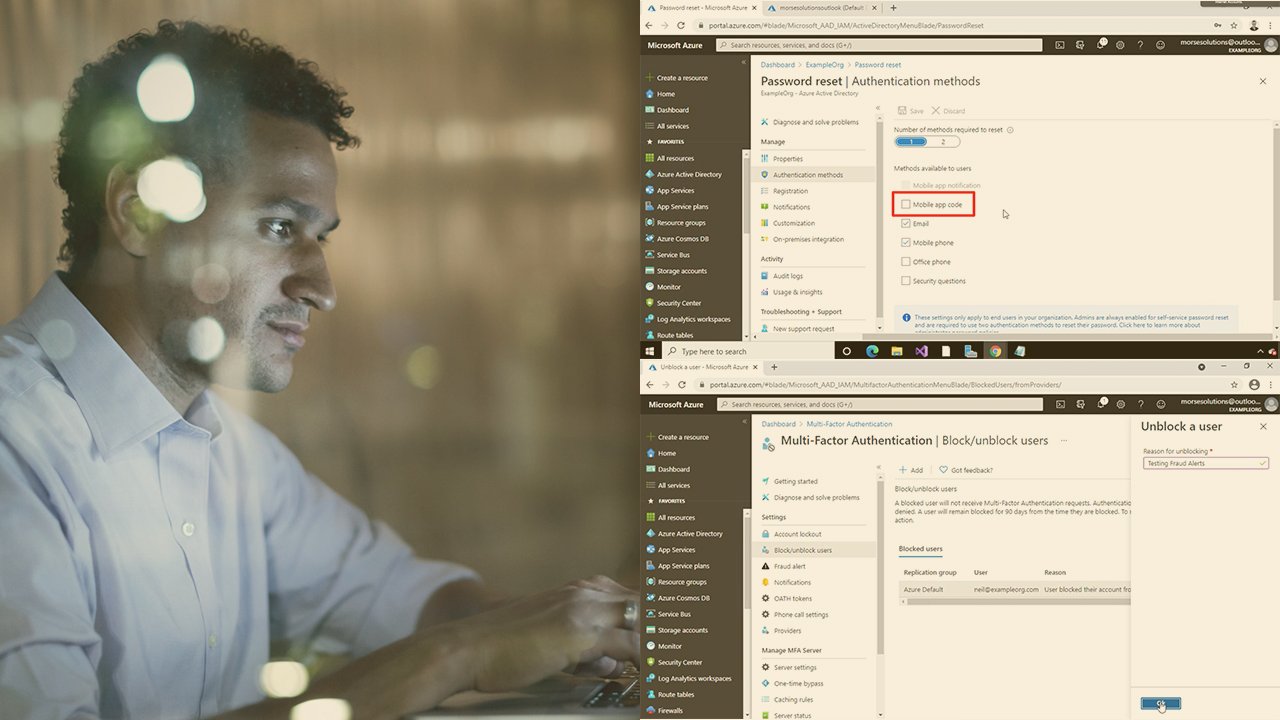 Password reset - Microsoft Azure
morsesolutionsoutlook (Default
portal.azure.com/#blade/Microsoft_AAD_IAM/ActiveDirectoryMenuBlade/PasswordReset
Microsoft Azure
Search resources, services, and docs (G+/)
morsesolutions@outloo...
EXAMPLEORG
Create a resource
Home
Dashboard
All services
FAVORITES
All resources
Azure Active Directory
App Services
App Service plans
Resource groups
Azure Cosmos DB
Service Bus
Storage accounts
Monitor
Security Center
Log Analytics workspaces
Route tables
Dashboard > ExampleOrg > Password reset
Password reset | Authentication methods
ExampleOrg - Azure Active Directory
Diagnose and solve problems
Manage
Properties
Authentication methods
Registration
Notifications
Customization
On-premises integration
Activity
Audit logs
Usage & insights
Troubleshooting + Support
New support request
Save Discard
Number of methods required to reset
1 2
Methods available to users
Mobile app notification
Mobile app code
Email
Mobile phone
Office phone
Security questions
These settings only apply to end users in your organization. Admins are always enabled for self-service password reset
and are required to use two authentication methods to reset their password. Click here to learn more about
Type here to search
Unblock a user - Microsoft Azure
portal.azure.com/#blade/Microsoft_AAD_IAM/MultifactorAuthenticationMenuBlade/BlockedUsers/fromProviders/
Microsoft Azure
Search resources, services, and docs (G+/)
morsesolutions@outloo...
EXAMPLEORG
Create a resource
Home
Dashboard
All services
FAVORITES
All resources
Azure Active Directory
App Services
App Service plans
Resource groups
Azure Cosmos DB
Service Bus
Storage accounts
Monitor
Security Center
Log Analytics workspaces
Route tables
Firewalls
Dashboard > Multi-Factor Authentication
Multi-Factor Authentication | Block/unblock users ...
Getting started
Diagnose and solve problems
Settings
Account lockout
Block/unblock users
Fraud alert
Notifications
OATH tokens
Phone call settings
Providers
Manage MFA Server
Server settings
One-time bypass
Caching rules
Server status
Add Got feedback?
Block/unblock users
A blocked user will not receive Multi-Factor Authentication requests. Authentication
denied. A user will remain blocked for 90 days from the time they are blocked. To
action.
Blocked users
Replication group User Reason
Azure Default neil@exampleorg.com User blocked their account fro
Unblock a user
Reason for unblocking *
Testing Fraud Alerts